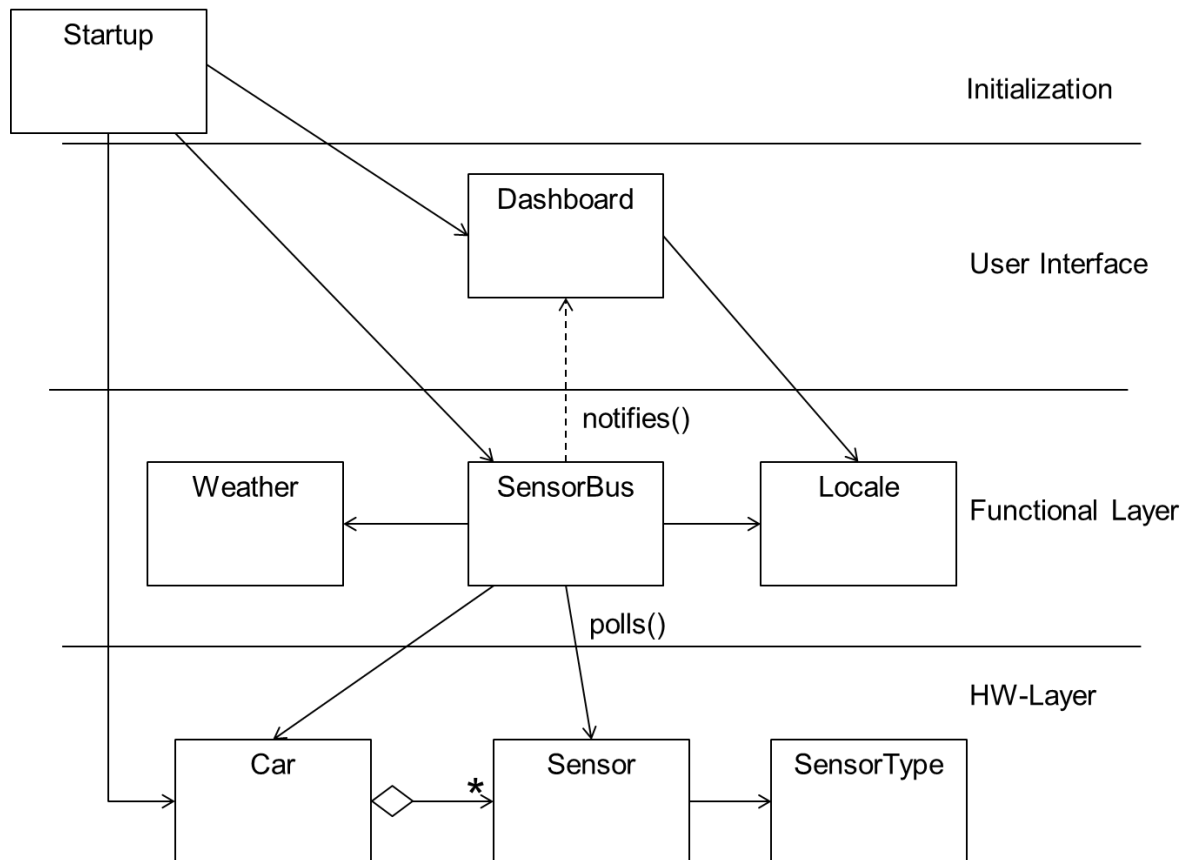 Startup
Initialization
Dashboard
User Interface
notifies()
Weather
SensorBus
Locale
Functional Layer
polls()
HW-Layer
Car
*
Sensor
SensorType